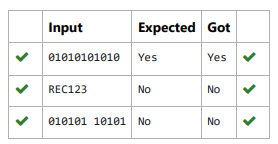 Input Expected Got
01010101010 Yes Yes
REC123 No No
010101 10101 No No